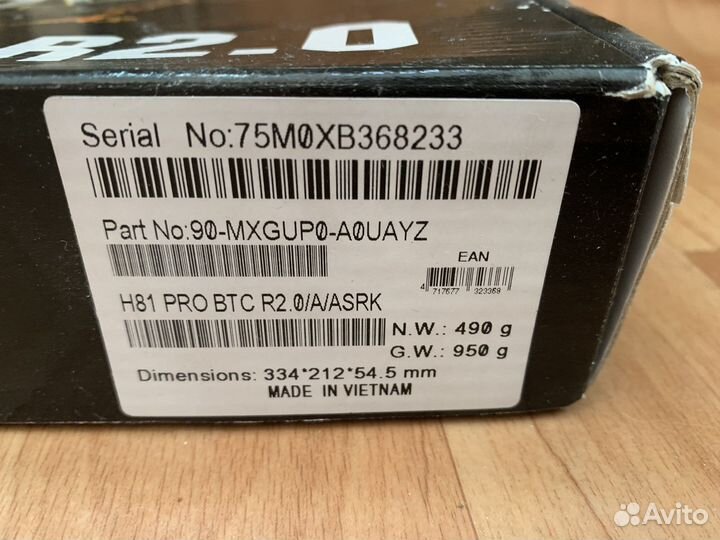 R2.0
Serial No:75M0XB368233
Part No:90-MXGUP0-A0UAYZ
EAN
4 717677 323359
H81 PRO BTC R2.0/A/ASRK
N.W.: 490 g
G.W.: 950 g
Dimensions: 334*212*54.5 mm
MADE IN VIETNAM
Avito